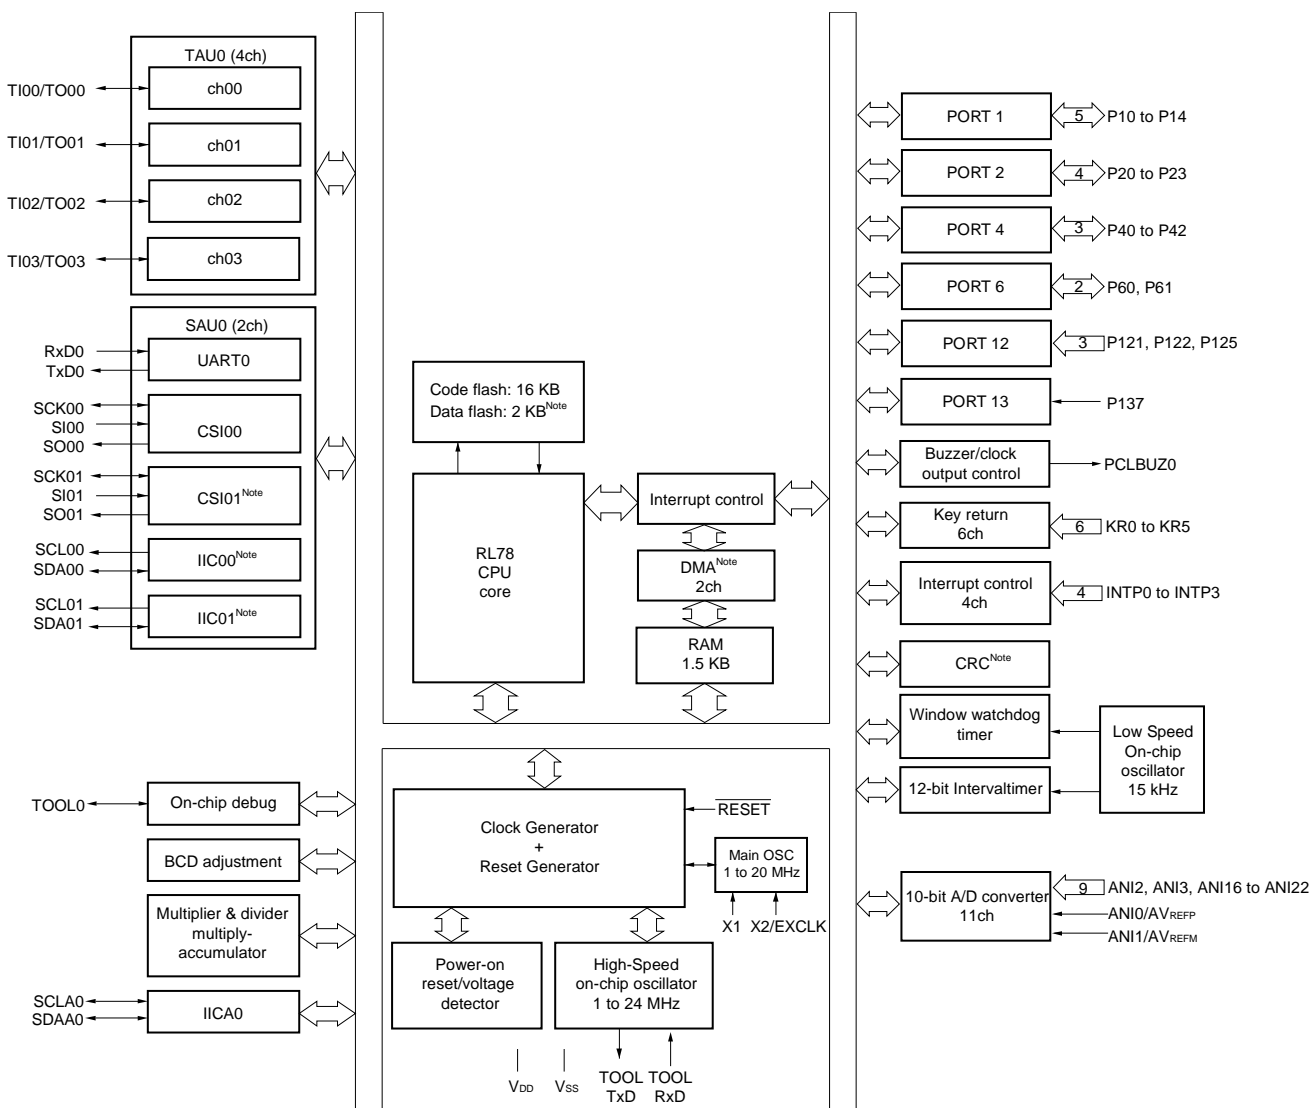 TAU0 (4ch)
TI00/TO00
ch00
TI01/TO01
ch01
TI02/TO02
ch02
TI03/TO03
ch03
SAU0 (2ch)
RxD0
TxD0
UART0
SCK00
SI00
SO00
CSI00
SCK01
SI01
SO01
CSI01Note
SCL00
SDA00
IIC00Note
SCL01
SDA01
IIC01Note
TOOL0
On-chip debug
BCD adjustment
Multiplier & divider
multiply-
accumulator
SCLA0
SDAA0
IICA0
Code flash: 16 KB
Data flash: 2 KBNote
RL78
CPU
core
Interrupt control
DMANote
2ch
RAM
1.5 KB
Clock Generator
+
Reset Generator
RESET
Main OSC
1 to 20 MHz
X1
X2/EXCLK
Power-on
reset/voltage
detector
High-Speed
on-chip oscillator
1 to 24 MHz
VDD
VSS
TOOL
TxD
TOOL
RxD
PORT 1
5
P10 to P14
PORT 2
4
P20 to P23
PORT 4
3
P40 to P42
PORT 6
2
P60, P61
PORT 12
3
P121, P122, P125
PORT 13
P137
Buzzer/clock
output control
PCLBUZ0
Key return
6ch
6
KR0 to KR5
Interrupt control
4ch
4
INTP0 to INTP3
CRCNote
Window watchdog
timer
12-bit Intervaltimer
Low Speed
On-chip
oscillator
15 kHz
10-bit A/D converter
11ch
9
ANI2, ANI3, ANI16 to ANI22
ANI0/AVREFP
ANI1/AVREFM